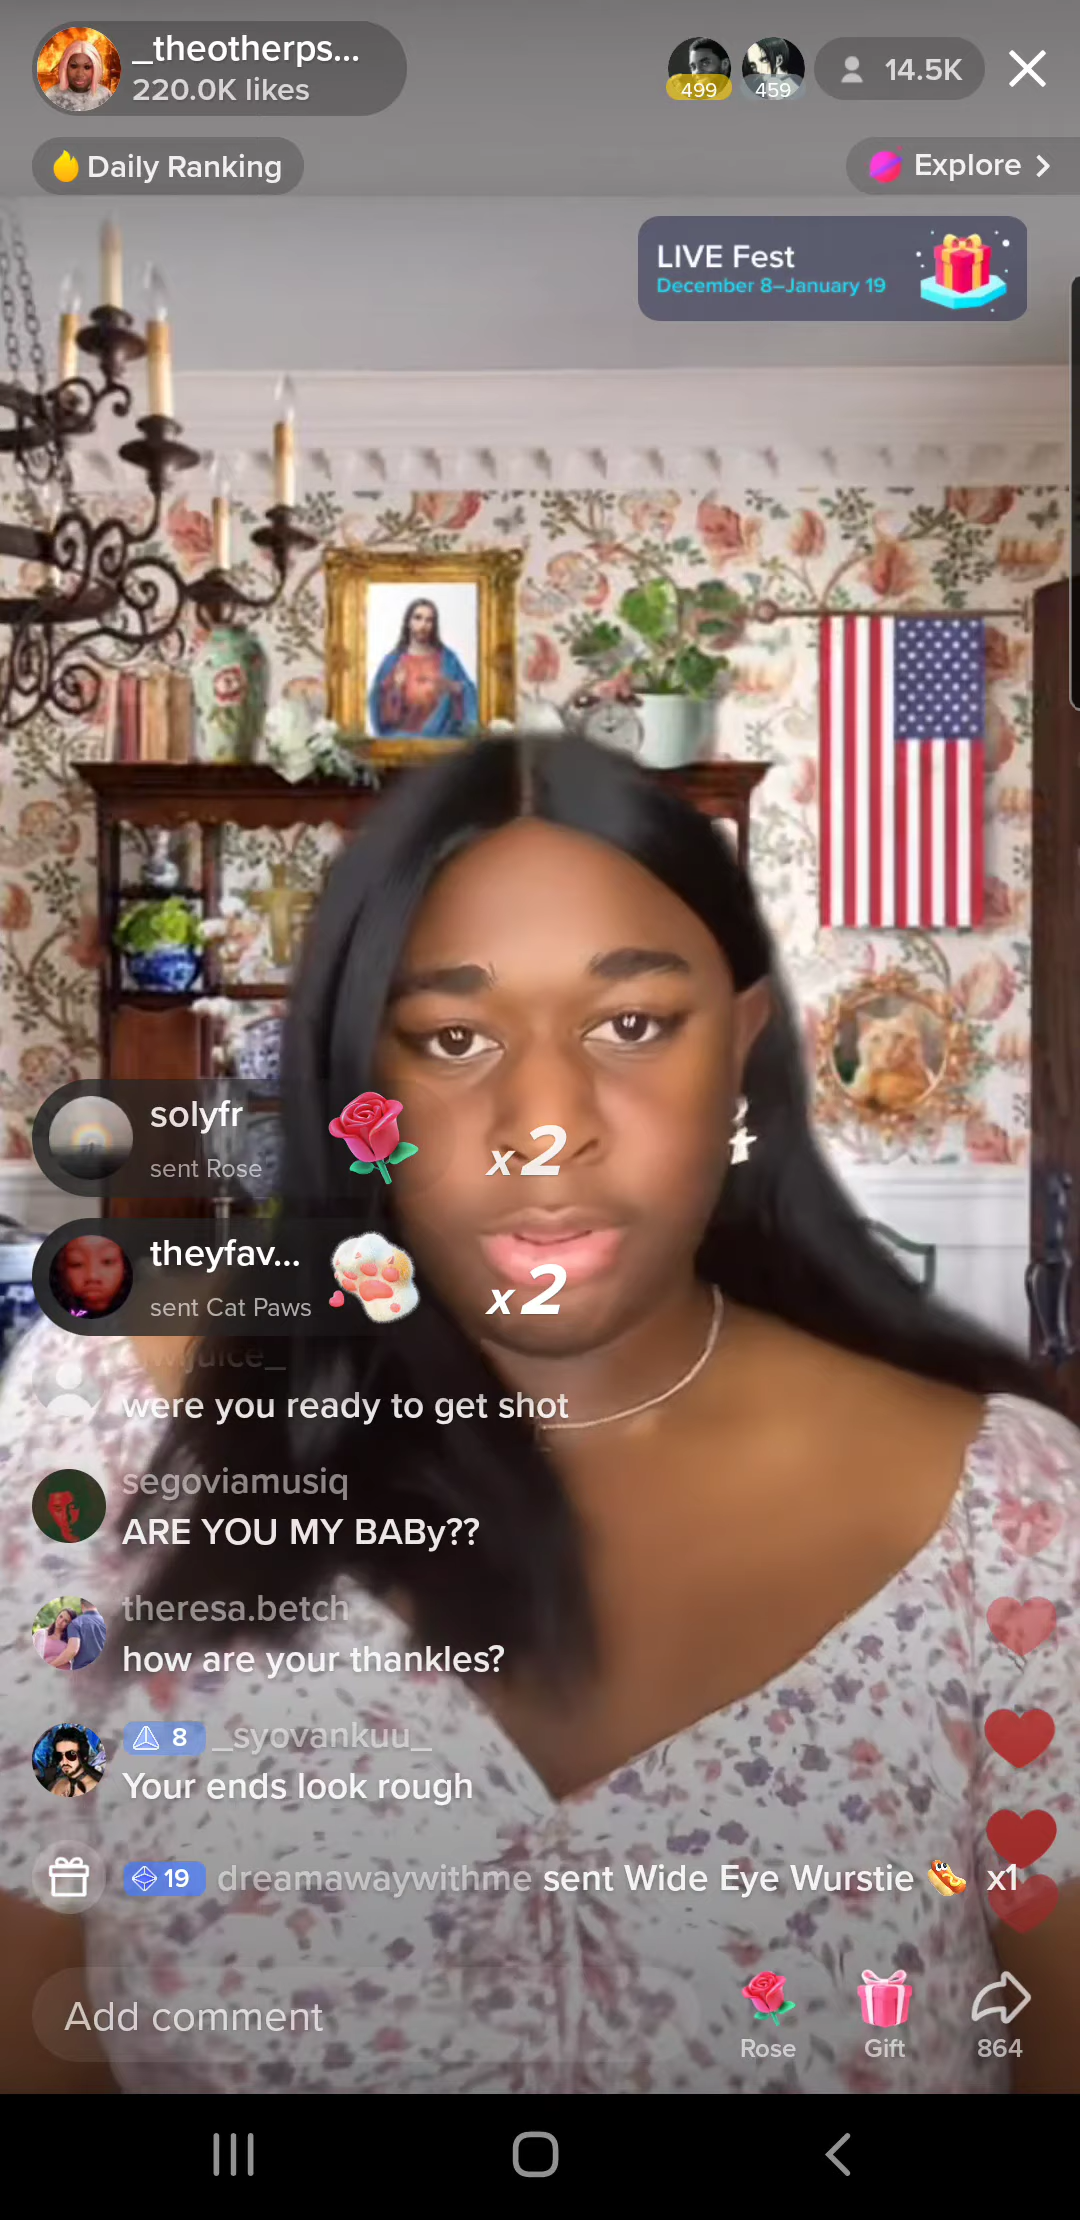 _theotherps...
220.0K likes
499
459
14.5K
Daily Ranking
Explore
LIVE Fest
December 8–January 19
solyfr
sent Rose
x2
theyfav...
sent Cat Paws
x2
were you ready to get shot
segoviamusiq
ARE YOU MY BABy??
theresa.betch
how are your thankles?
8 _syovankuu_
Your ends look rough
19 dreamawaywithme sent Wide Eye Wurstie x1
Add comment
Rose
Gift
864